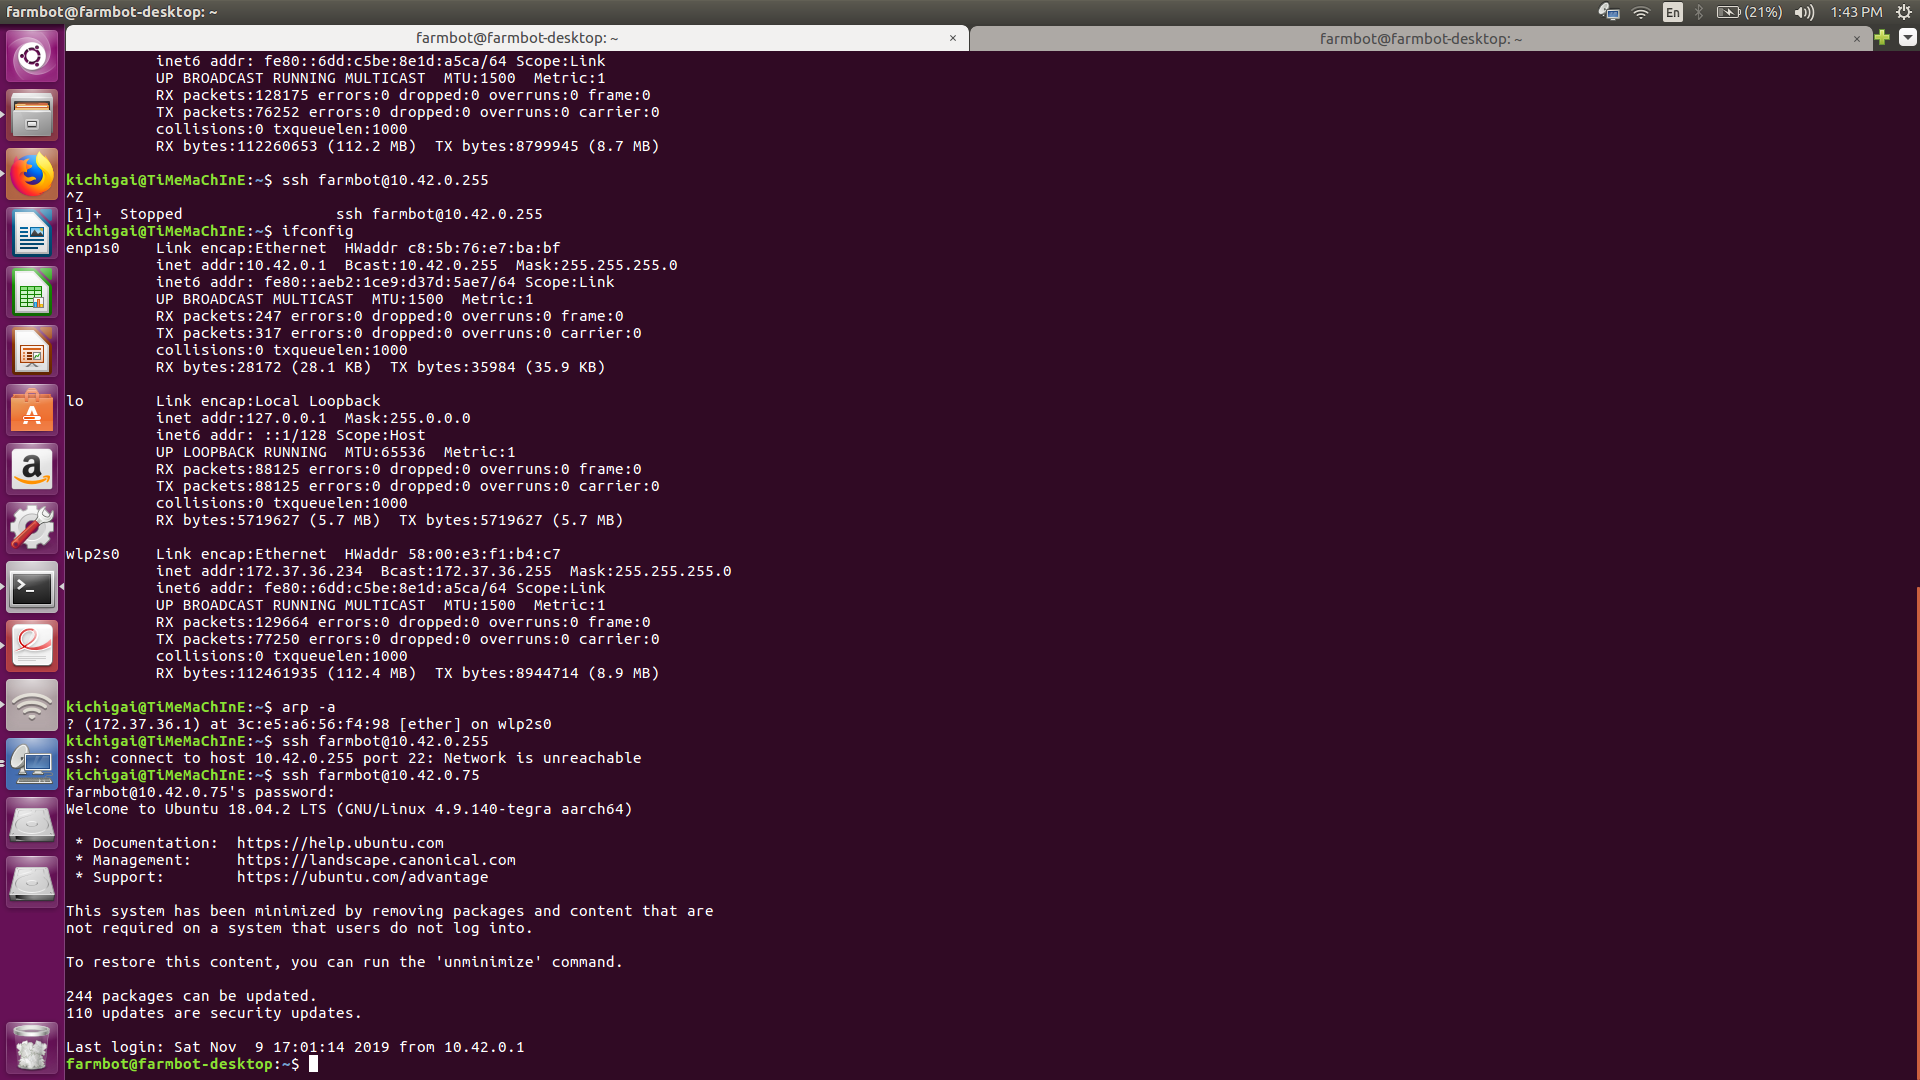 farmbot@farmbot-desktop: ~
En
(21%)
1:43 PM
farmbot@farmbot-desktop: ~ ×
farmbot@farmbot-desktop: ~ ×
inet6 addr: fe80::6dd:c5be:8e1d:a5ca/64 Scope:Link
UP BROADCAST RUNNING MULTICAST  MTU:1500  Metric:1
RX packets:128175 errors:0 dropped:0 overruns:0 frame:0
TX packets:76252 errors:0 dropped:0 overruns:0 carrier:0
collisions:0 txqueuelen:1000
RX bytes:112260653 (112.2 MB)  TX bytes:8799945 (8.7 MB)
kichigai@TiMeMaChInE:~$ ssh farmbot@10.42.0.255
^Z
[1]+  Stopped                 ssh farmbot@10.42.0.255
kichigai@TiMeMaChInE:~$ ifconfig
enp1s0    Link encap:Ethernet  HWaddr c8:5b:76:e7:ba:bf
inet addr:10.42.0.1  Bcast:10.42.0.255  Mask:255.255.255.0
inet6 addr: fe80::aeb2:1ce9:d37d:5ae7/64 Scope:Link
UP BROADCAST MULTICAST  MTU:1500  Metric:1
RX packets:247 errors:0 dropped:0 overruns:0 frame:0
TX packets:317 errors:0 dropped:0 overruns:0 carrier:0
collisions:0 txqueuelen:1000
RX bytes:28172 (28.1 KB)  TX bytes:35984 (35.9 KB)
lo        Link encap:Local Loopback
inet addr:127.0.0.1  Mask:255.0.0.0
inet6 addr: ::1/128 Scope:Host
UP LOOPBACK RUNNING  MTU:65536  Metric:1
RX packets:88125 errors:0 dropped:0 overruns:0 frame:0
TX packets:88125 errors:0 dropped:0 overruns:0 carrier:0
collisions:0 txqueuelen:1000
RX bytes:5719627 (5.7 MB)  TX bytes:5719627 (5.7 MB)
wlp2s0    Link encap:Ethernet  HWaddr 58:00:e3:f1:b4:c7
inet addr:172.37.36.234  Bcast:172.37.36.255  Mask:255.255.255.0
inet6 addr: fe80::6dd:c5be:8e1d:a5ca/64 Scope:Link
UP BROADCAST RUNNING MULTICAST  MTU:1500  Metric:1
RX packets:129664 errors:0 dropped:0 overruns:0 frame:0
TX packets:77250 errors:0 dropped:0 overruns:0 carrier:0
collisions:0 txqueuelen:1000
RX bytes:112461935 (112.4 MB)  TX bytes:8944714 (8.9 MB)
kichigai@TiMeMaChInE:~$ arp -a
? (172.37.36.1) at 3c:e5:a6:56:f4:98 [ether] on wlp2s0
kichigai@TiMeMaChInE:~$ ssh farmbot@10.42.0.255
ssh: connect to host 10.42.0.255 port 22: Network is unreachable
kichigai@TiMeMaChInE:~$ ssh farmbot@10.42.0.75
farmbot@10.42.0.75's password:
Welcome to Ubuntu 18.04.2 LTS (GNU/Linux 4.9.140-tegra aarch64)
* Documentation:  https://help.ubuntu.com
* Management:     https://landscape.canonical.com
* Support:        https://ubuntu.com/advantage
This system has been minimized by removing packages and content that are
not required on a system that users do not log into.
To restore this content, you can run the 'unminimize' command.
244 packages can be updated.
110 updates are security updates.
Last login: Sat Nov  9 17:01:14 2019 from 10.42.0.1
farmbot@farmbot-desktop:~$